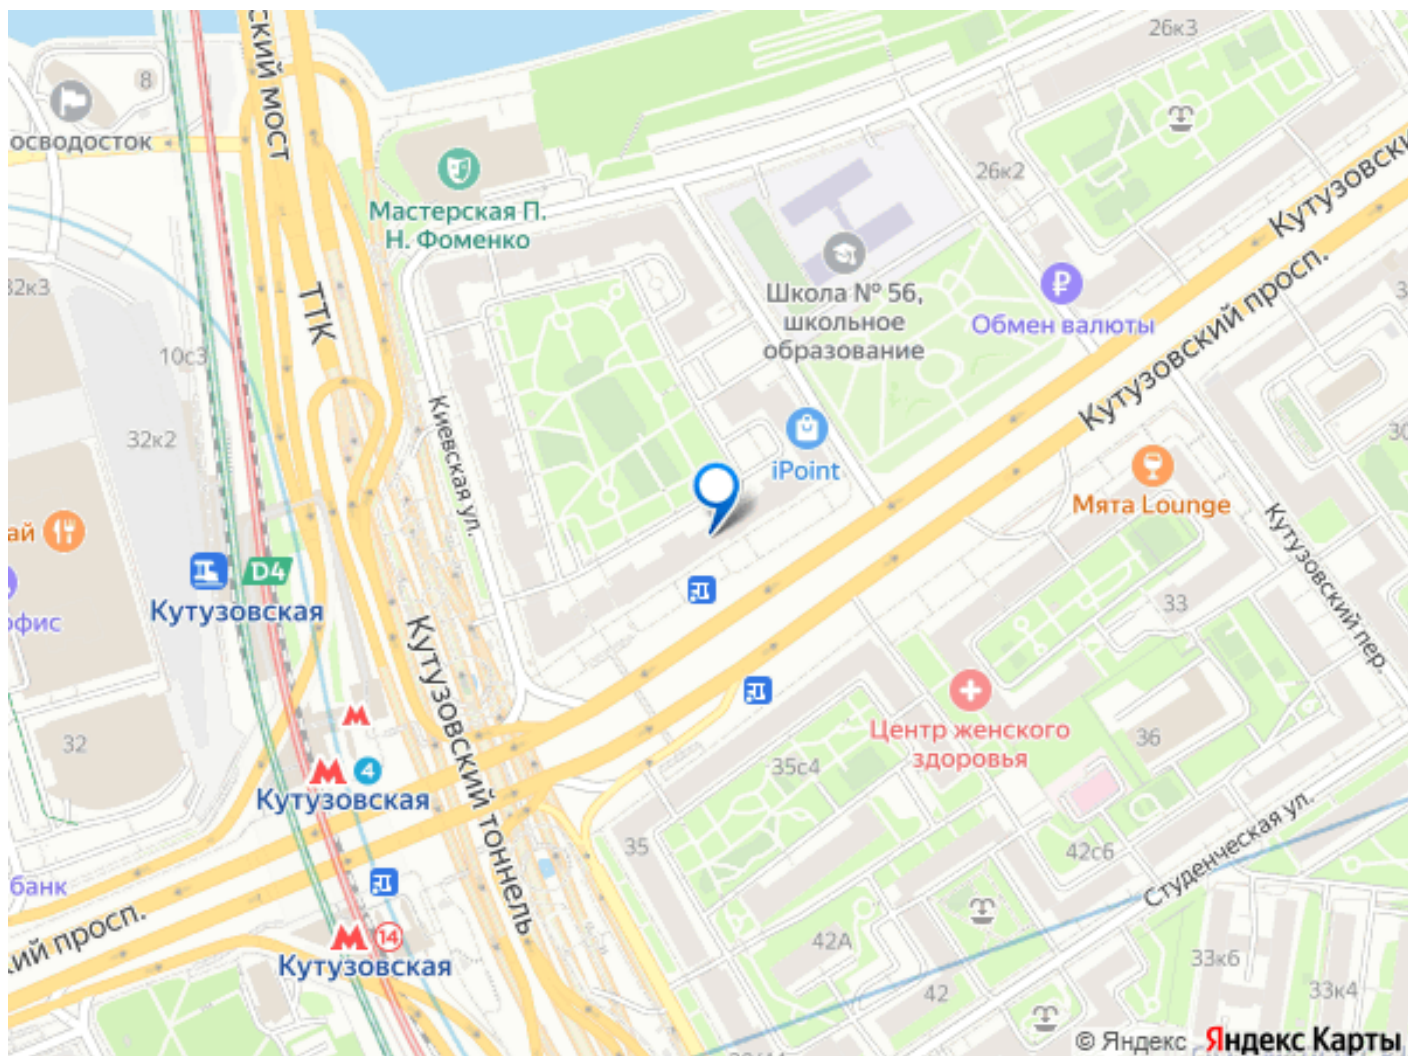 ский мост
26к3
8
осводосток
Мастерская П.
Н. Фоменко
26к2
Кутузовски
Кутузовский просп.
32к3
ТТК
Школа № 56,
школьное
образование
Обмен валюты
10с3
32к2
Киевская ул.
iPoint
Мята Lounge
30
ай
D4
Кутузовская
офис
Кутузовский пер.
33
Кутузовский тоннель
Центр женского
здоровья
36
32
35с4
4
Кутузовская
35
42с6
Студенческая ул.
банк
ий просп.
14
Кутузовская
42А
33к6
42
33к4
© Яндекс Яндекс Карты